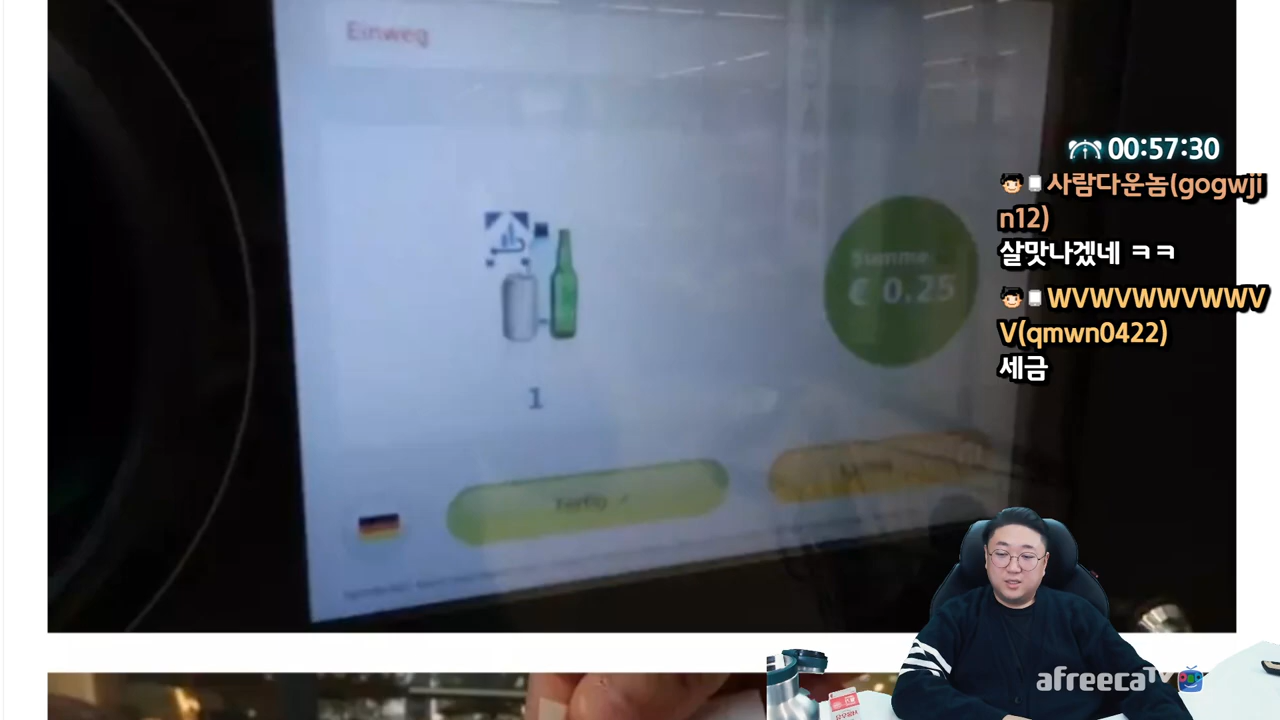 Einweg
00:57:30
사람다운놈(gogwji
n12)
살맛나겠네 ㅋㅋ
WVWVWWVWWV
V(qmwn0422)
세금
Summe
€ 0.25
1
Fertig
afreecaTV